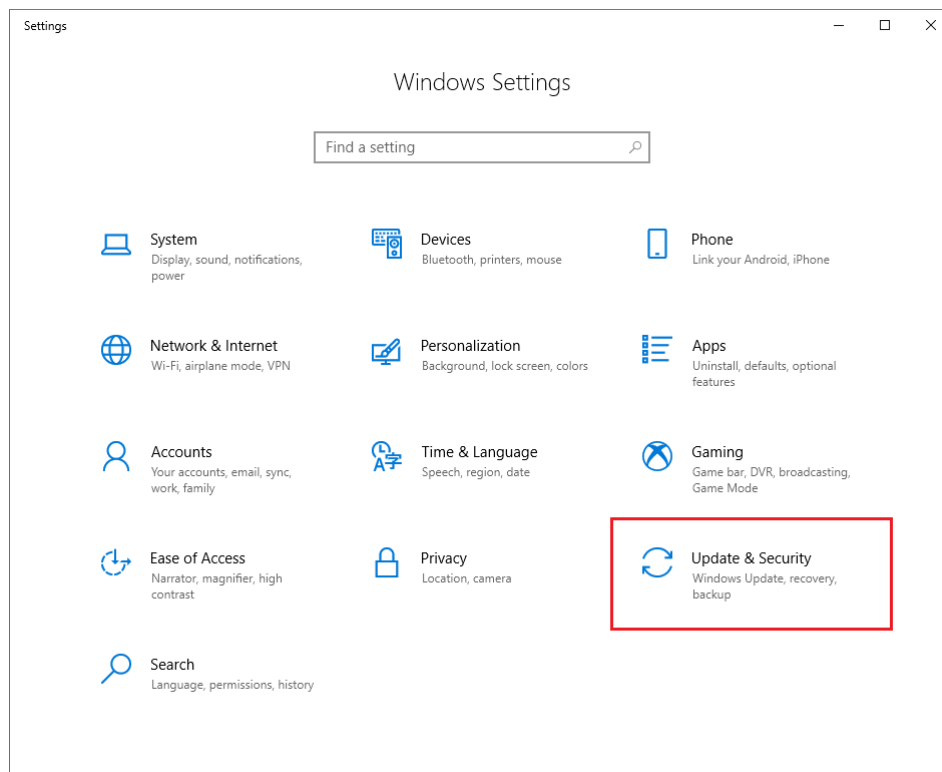 Settings
Windows Settings
Find a setting
System
Display, sound, notifications,
power
Devices
Bluetooth, printers, mouse
Phone
Link your Android, iPhone
Network & Internet
Wi-Fi, airplane mode, VPN
Personalization
Background, lock screen, colors
Apps
Uninstall, defaults, optional
features
Accounts
Your accounts, email, sync,
work, family
Time & Language
Speech, region, date
Gaming
Game bar, DVR, broadcasting,
Game Mode
Ease of Access
Narrator, magnifier, high
contrast
Privacy
Location, camera
Update & Security
Windows Update, recovery,
backup
Search
Language, permissions, history